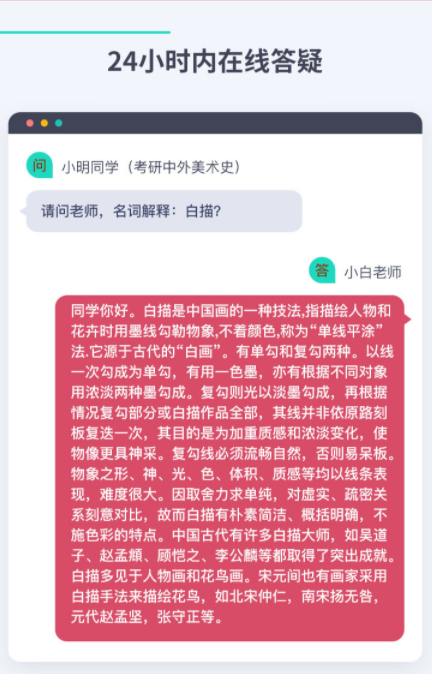 24小时内在线答疑
问 小明同学（考研中外美术史）
请问老师，名词解释：白描？
答 小白老师
同学你好。白描是中国画的一种技法,指描绘人物和
花卉时用墨线勾勒物象,不着颜色,称为“单线平涂”
法.它源于古代的“白画”。有单勾和复勾两种。以线
一次勾成为单勾，有用一色墨，亦有根据不同对象
用浓淡两种墨勾成。复勾则光以淡墨勾成，再根据
情况复勾部分或白描作品全部，其线并非依原路刻
板复迭一次，其目的是为加重质感和浓淡变化，使
物像更具神采。复勾线必须流畅自然，否则易呆板。
物象之形、神、光、色、体积、质感等均以线条表
现，难度很大。因取舍力求单纯，对虚实、疏密关
系刻意对比，故而白描有朴素简洁、概括明确，不
施色彩的特点。中国古代有许多白描大师，如吴道
子、赵孟頫、顾恺之、李公麟等都取得了突出成就。
白描多见于人物画和花鸟画。宋元间也有画家采用
白描手法来描绘花鸟，如北宋仲仁，南宋扬无咎，
元代赵孟坚，张守正等。